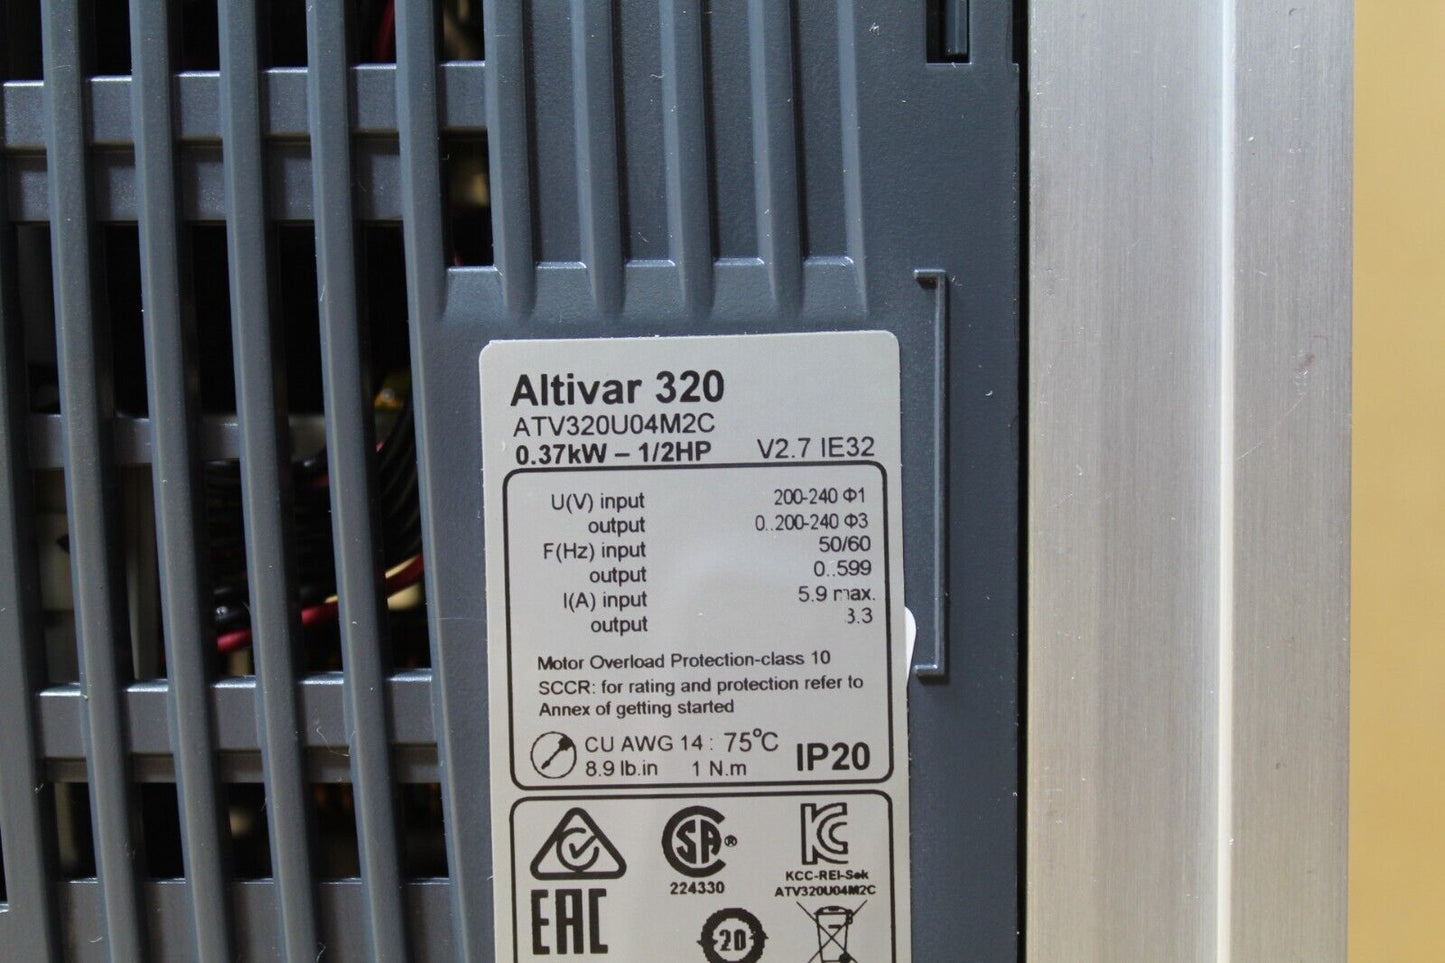 Altivar 320
ATV320U04M2C
0.37kW – 1/2HP V2.7 IE32
U(V) input 200-240 Φ1
output 0..200-240 Φ3
F(Hz) input 50/60
output 0..599
I(A) input 5.9 max.
output 3.3
Motor Overload Protection-class 10
SCCR: for rating and protection refer to
Annex of getting started
CU AWG 14 : 75°C IP20
8.9 lb.in 1 N.m
SA ®
224330
KC
KCC-REI-Sek
ATV320U04M2C
EAC
20